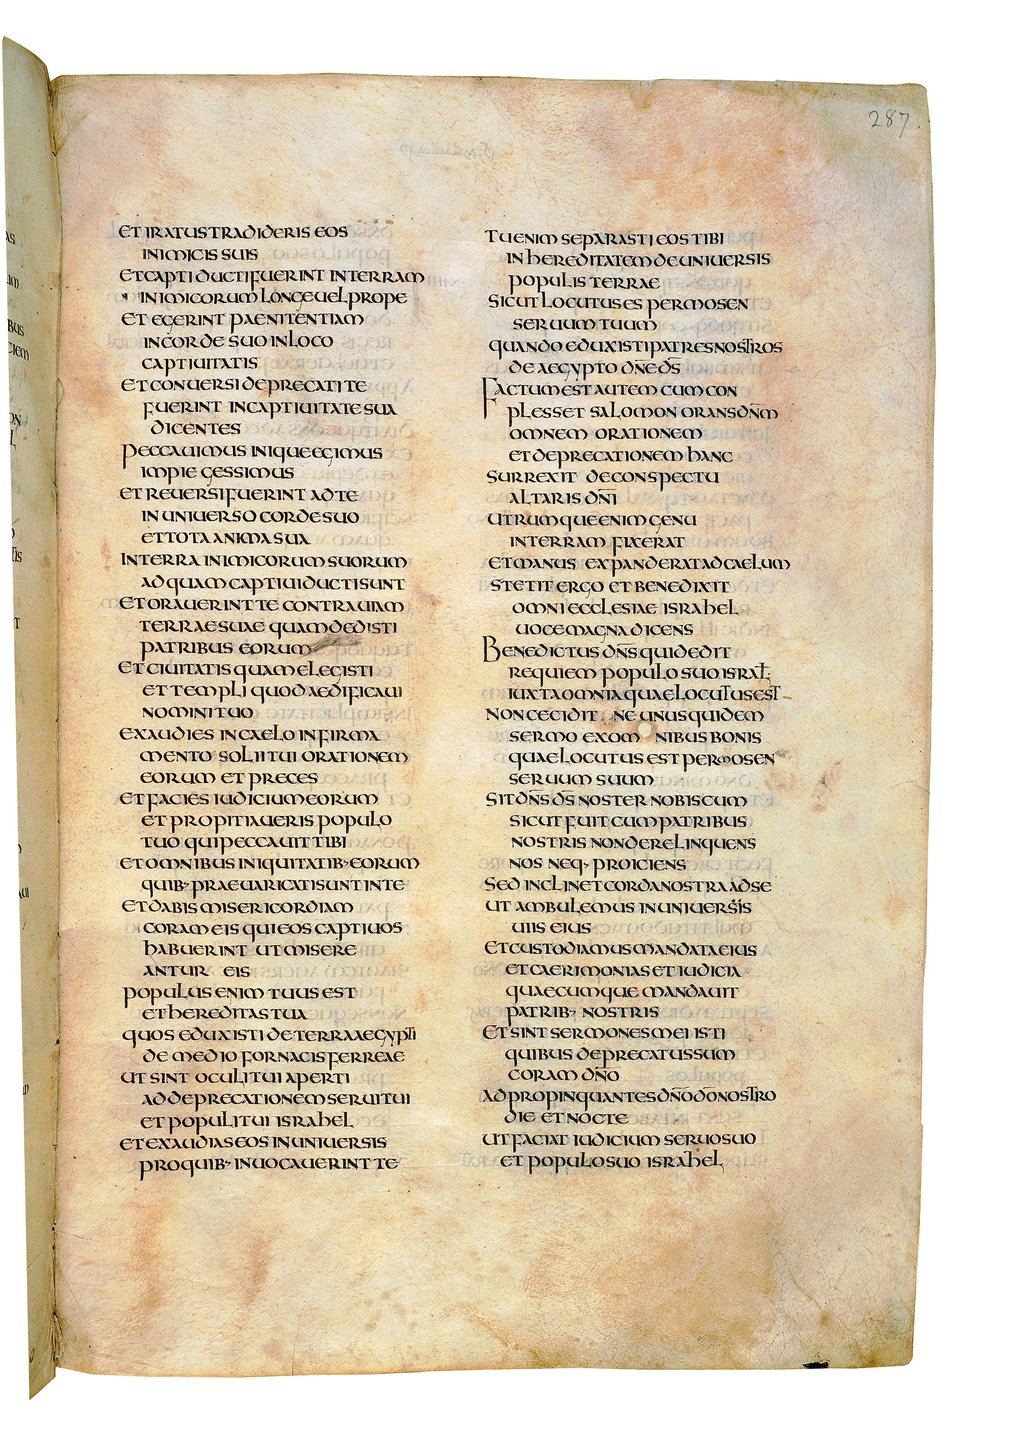 287
ET IRATUS TRADIDERIS EOS
INIMICIS SUIS
ET CAPTI DUCTI FUERINT IN TERRAM
INIMICORUM LONGE UEL PROPE
ET EGERINT PAENITENTIAM
IN CORDE SUO IN LOCO
CAPTIUITATIS
ET CONUERSI DEPRECATI TE
FUERINT IN CAPTIUITATE SUA
DICENTES
PECCAUIMUS INIQUE EGIMUS
IMPIE GESSIMUS
ET REUERSI FUERINT AD TE
IN UNIUERSO CORDE SUO
ET TOTA ANIMA SUA
IN TERRA INIMICORUM SUORUM
AD QUAM CAPTIUI DUCTI SUNT
ET ORAUERINT TE CONTRA UIAM
TERRAE SUAE QUAM DEDISTI
PATRIBUS EORUM
ET CIUITATIS QUAM ELEGISTI
ET TEMPLI QUOD AEDIFICAUI
NOMINI TUO
EXAUDIES IN CAELO IN FIRMA
MENTO SOLII TUI ORATIONEM
EORUM ET PRECES
ET FACIES IUDICIUM EORUM
ET PROPITIAUERIS POPULO
TUO QUI PECCAUIT TIBI
ET OMNIBUS INIQUITATIB· EORUM
QUIB· PRAEUARICATI SUNT IN TE
ET DABIS MISERICORDIAM
CORAM EIS QUI EOS CAPTIUOS
HABUERINT UT MISERE
ANTUR EIS
POPULUS ENIM TUUS EST
ET HEREDITAS TUA
QUOS EDUXISTI DE TERRA AEGYPTI
DE MEDIO FORNACIS FERREAE
UT SINT OCULI TUI APERTI
AD DEPRECATIONEM SERUI TUI
ET POPULI TUI ISRAHEL
ET EXAUDIAS EOS IN UNIUERSIS
PRO QUIB· INUOCAUERINT TE
TU ENIM SEPARASTI EOS TIBI
IN HEREDITATEM DE UNIUERSIS
POPULIS TERRAE
SICUT LOCUTUS ES PER MOSEN
SERUUM TUUM
QUANDO EDUXISTI PATRES NOSTROS
DE AEGYPTO DN̄E DS̄
FACTUM EST AUTEM CUM CON
PLESSET SALOMON ORANS DN̄M
OMNEM ORATIONEM
ET DEPRECATIONEM HANC
SURREXIT DE CONSPECTU
ALTARIS DN̄I
UTRUMQUE ENIM GENU
IN TERRAM FIXERAT
ET MANUS EXPANDERAT AD CAELUM
STETIT ERGO ET BENEDIXIT
OMNI ECCLESIAE ISRAHEL
UOCE MAGNA DICENS
BENEDICTUS DN̄S QUI DEDIT
REQUIEM POPULO SUO ISRAL̄
IUXTA OMNIA QUAE LOCUTUS EST
NON CECIDIT NE UNUS QUIDEM
SERMO EX OMNIBUS BONIS
QUAE LOCUTUS EST PER MOSEN
SERUUM SUUM
SIT DN̄S DS̄ NOSTER NOBISCUM
SICUT FUIT CUM PATRIBUS
NOSTRIS NON DERELINQUENS
NOS NEQ· PROICIENS
SED INCLINET CORDA NOSTRA AD SE
UT AMBULEMUS IN UNIUERSIS
UIIS EIUS
ET CUSTODIAMUS MANDATA EIUS
ET CAERIMONIAS ET IUDICIA
QUAECUMQUE MANDAUIT
PATRIB· NOSTRIS
ET SINT SERMONES MEI ISTI
QUIBUS DEPRECATUS SUM
CORAM DN̄O
ADPROPINQUANTES DN̄O DŌ NOSTRO
DIE ET NOCTE
UT FACIAT IUDICIUM SERUO SUO
ET POPULO SUO ISRAHEL